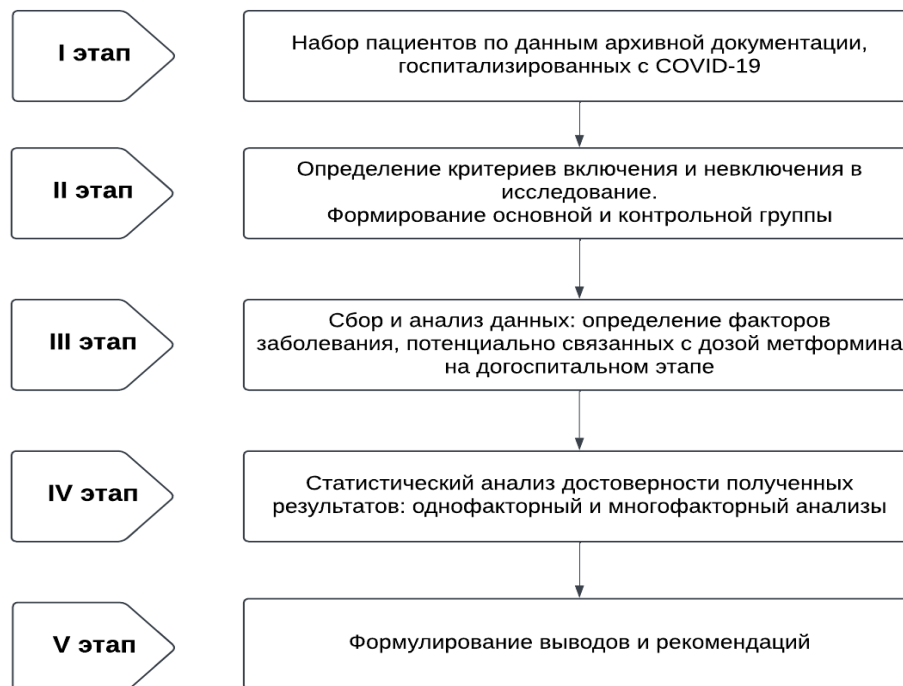 I этап
Набор пациентов по данным архивной документации,
госпитализированных с COVID-19
II этап
Определение критериев включения и невключения в
исследование.
Формирование основной и контрольной группы
III этап
Сбор и анализ данных: определение факторов
заболевания, потенциально связанных с дозой метформина
на догоспитальном этапе
IV этап
Статистический анализ достоверности полученных
результатов: однофакторный и многофакторный анализы
V этап
Формулирование выводов и рекомендаций